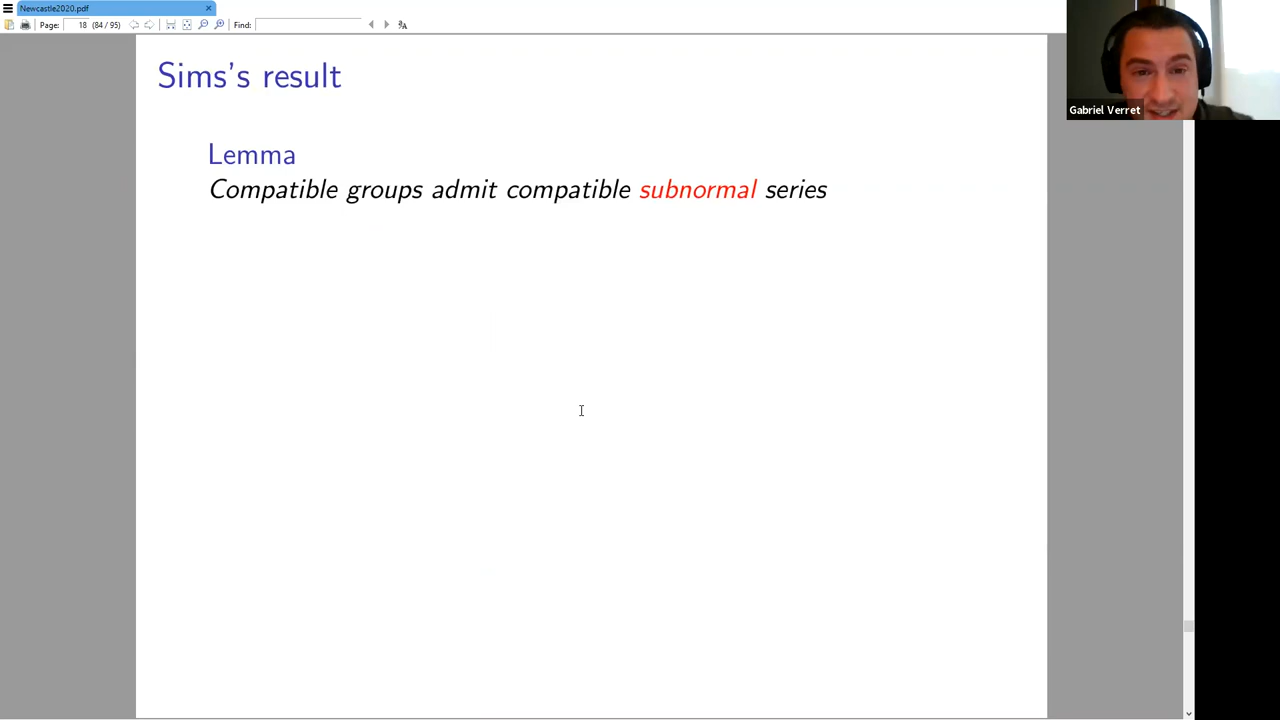 Newcastle2020.pdf
Page: 18 (84 / 95) Find:
Sims's result
Lemma
Compatible groups admit compatible subnormal series
Gabriel Verret